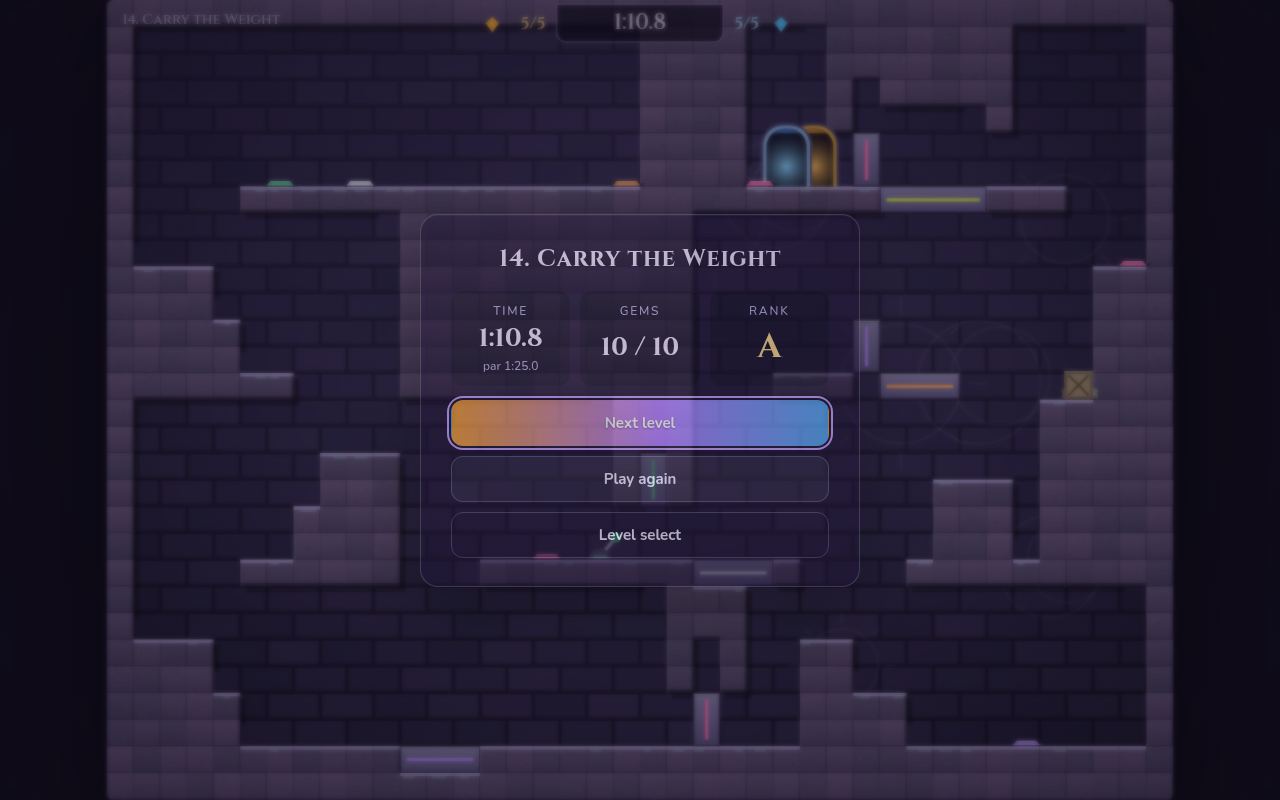 14. Carry the Weight
5/5
1:10.8
5/5
14. Carry the Weight
TIME
1:10.8
par 1:25.0
GEMS
10 / 10
RANK
A
Next level
Play again
Level select